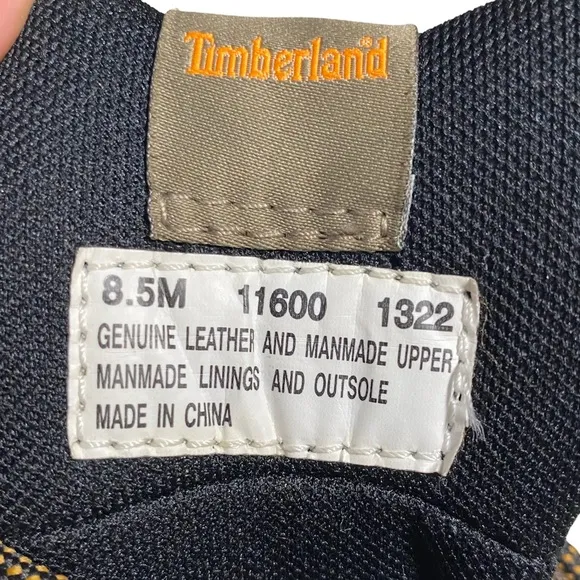 Timberland ®
8.5M 11600 1322
GENUINE LEATHER AND MANMADE UPPER
MANMADE LININGS AND OUTSOLE
MADE IN CHINA